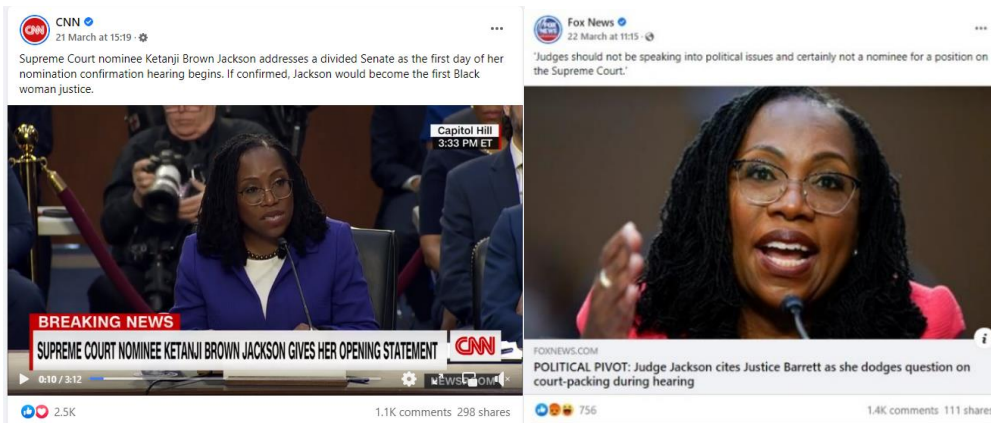 CNN
21 March at 15:19 ·
Supreme Court nominee Ketanji Brown Jackson addresses a divided Senate as the first day of her
nomination confirmation hearing begins. If confirmed, Jackson would become the first Black
woman justice.
CNN
Capitol Hill
3:33 PM ET
BREAKING NEWS
SUPREME COURT NOMINEE KETANJI BROWN JACKSON GIVES HER OPENING STATEMENT
CNN
0:10 / 3:12
2.5K
1.1K comments 298 shares
Fox News
22 March at 11:15 ·
FOX NEWS
'Judges should not be speaking into political issues and certainly not a nominee for a position on
the Supreme Court.'
i
FOXNEWS.COM
POLITICAL PIVOT: Judge Jackson cites Justice Barrett as she dodges question on
court-packing during hearing
756
1.4K comments 111 shares